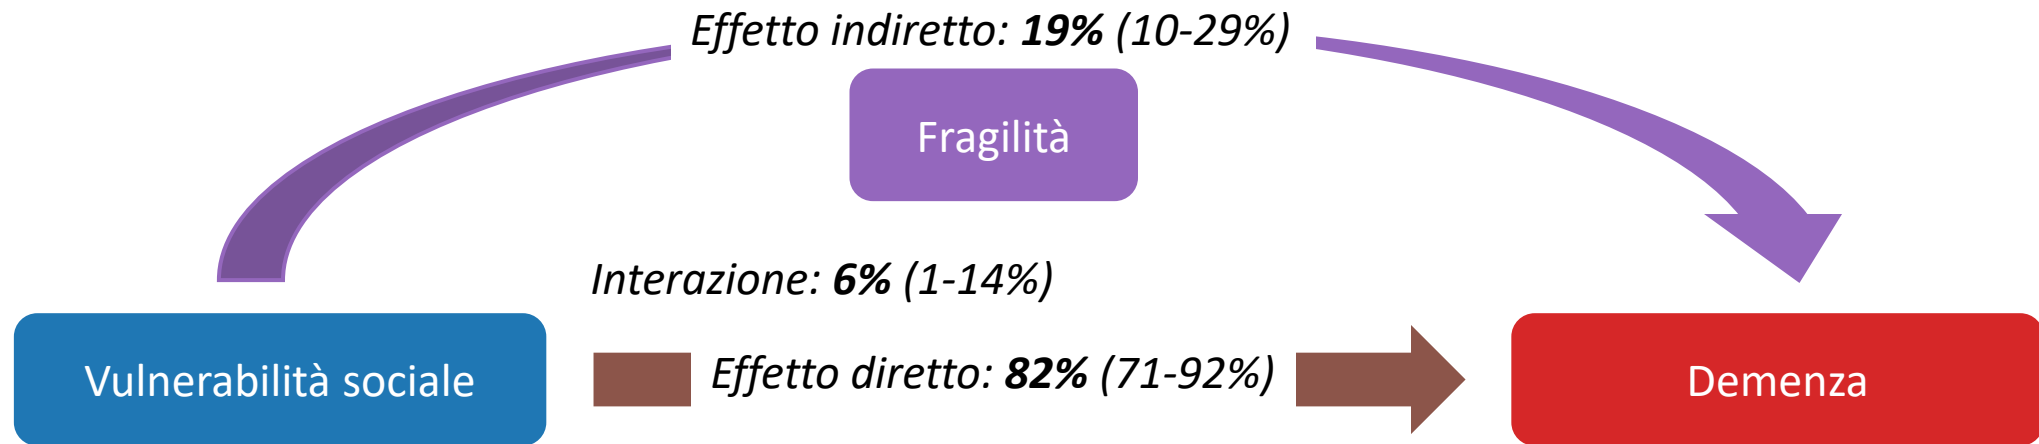 Effetto indiretto: 19% (10-29%)
Fragilità
Interazione: 6% (1-14%)
Vulnerabilità sociale
Effetto diretto: 82% (71-92%)
Demenza